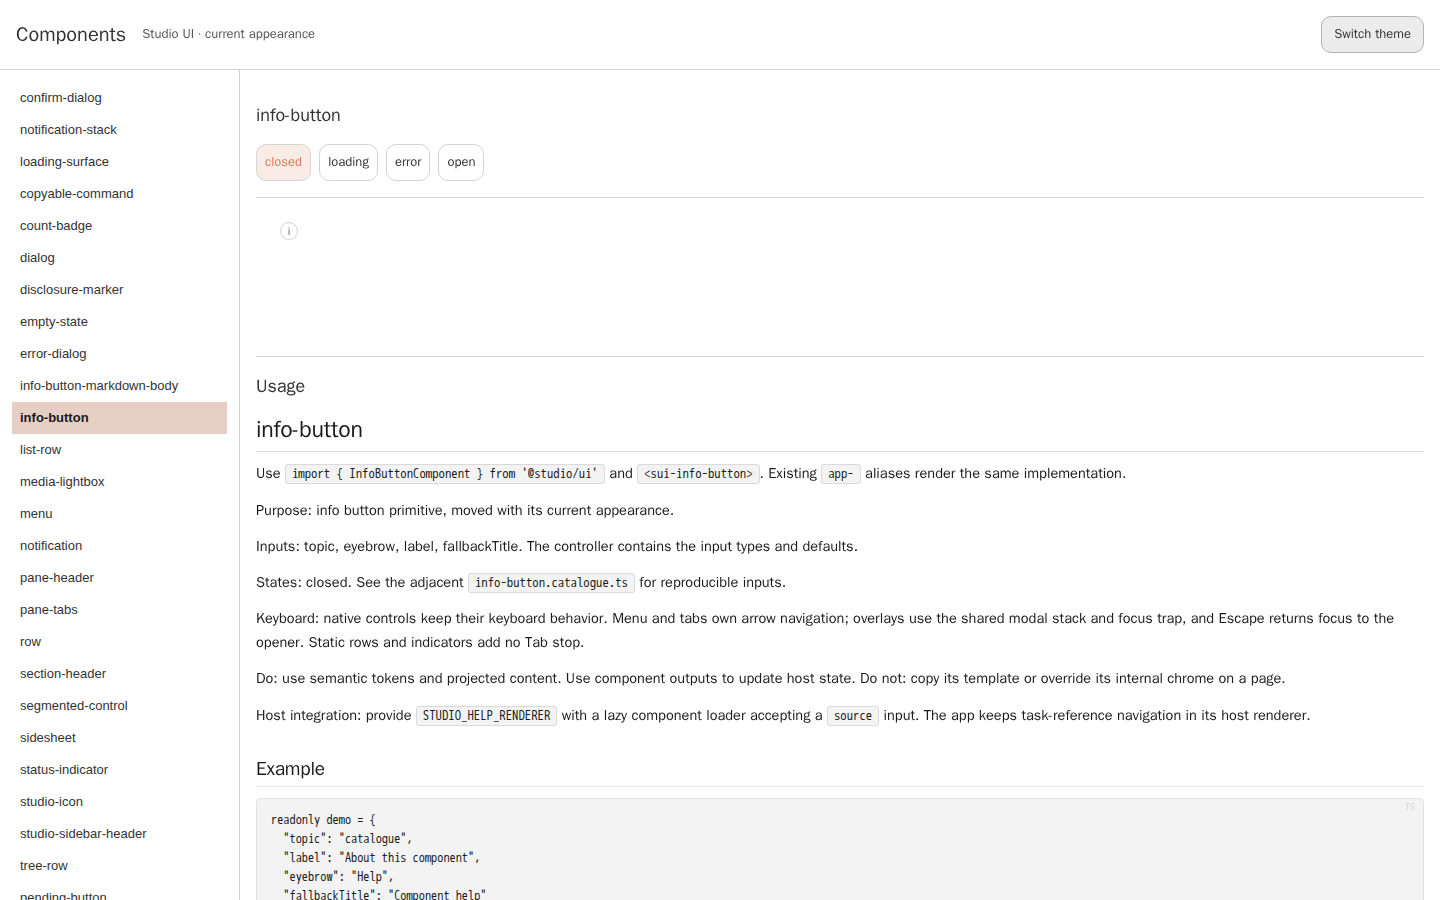 Components
Studio UI · current appearance
Switch theme
confirm-dialog
notification-stack
loading-surface
copyable-command
count-badge
dialog
disclosure-marker
empty-state
error-dialog
info-button-markdown-body
info-button
list-row
media-lightbox
menu
notification
pane-header
pane-tabs
row
section-header
segmented-control
sidesheet
status-indicator
studio-icon
studio-sidebar-header
tree-row
pending-button
info-button
closed
loading
error
open
i
Usage
info-button
Use import { InfoButtonComponent } from '@studio/ui' and <sui-info-button>. Existing app- aliases render the same implementation.
Purpose: info button primitive, moved with its current appearance.
Inputs: topic, eyebrow, label, fallbackTitle. The controller contains the input types and defaults.
States: closed. See the adjacent info-button.catalogue.ts for reproducible inputs.
Keyboard: native controls keep their keyboard behavior. Menu and tabs own arrow navigation; overlays use the shared modal stack and focus trap, and Escape returns focus to the
opener. Static rows and indicators add no Tab stop.
Do: use semantic tokens and projected content. Use component outputs to update host state. Do not: copy its template or override its internal chrome on a page.
Host integration: provide STUDIO_HELP_RENDERER with a lazy component loader accepting a source input. The app keeps task-reference navigation in its host renderer.
Example
TS
readonly demo = {
"topic": "catalogue",
"label": "About this component",
"eyebrow": "Help",
"fallbackTitle": "Component help"